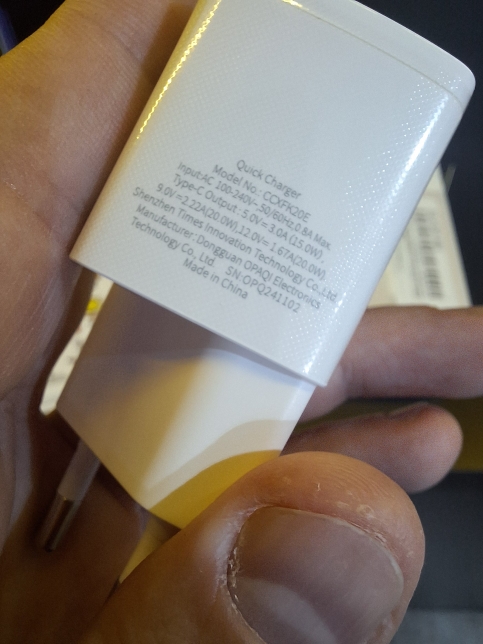 Quick Charger
Model No.: CCXFK20E
Input:AC 100-240V~50/60Hz,0.8A Max.
Type-C Output : 5.0V=3.0A (15.0W),
9.0V=2.22A(20.0W),12.0V= 1.67A(20.0W)
Shenzhen Times Innovation Technology Co.,Ltd.
Manufacturer: Dongguan OPAQI Electronics
Technology Co., Ltd. SN:OPQ241102
Made in China